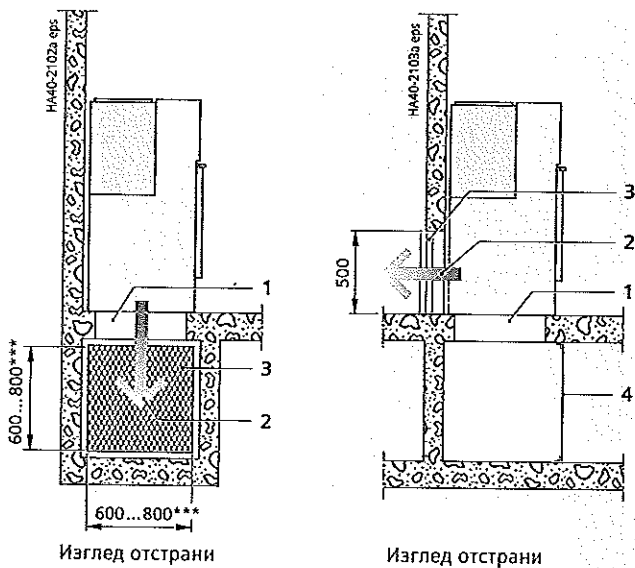 HA40-2102a eps
1
3
2
600...800***
600...800***
Изглед отстрани
HA40-2103a eps
3
2
1
500
4
Изглед отстрани